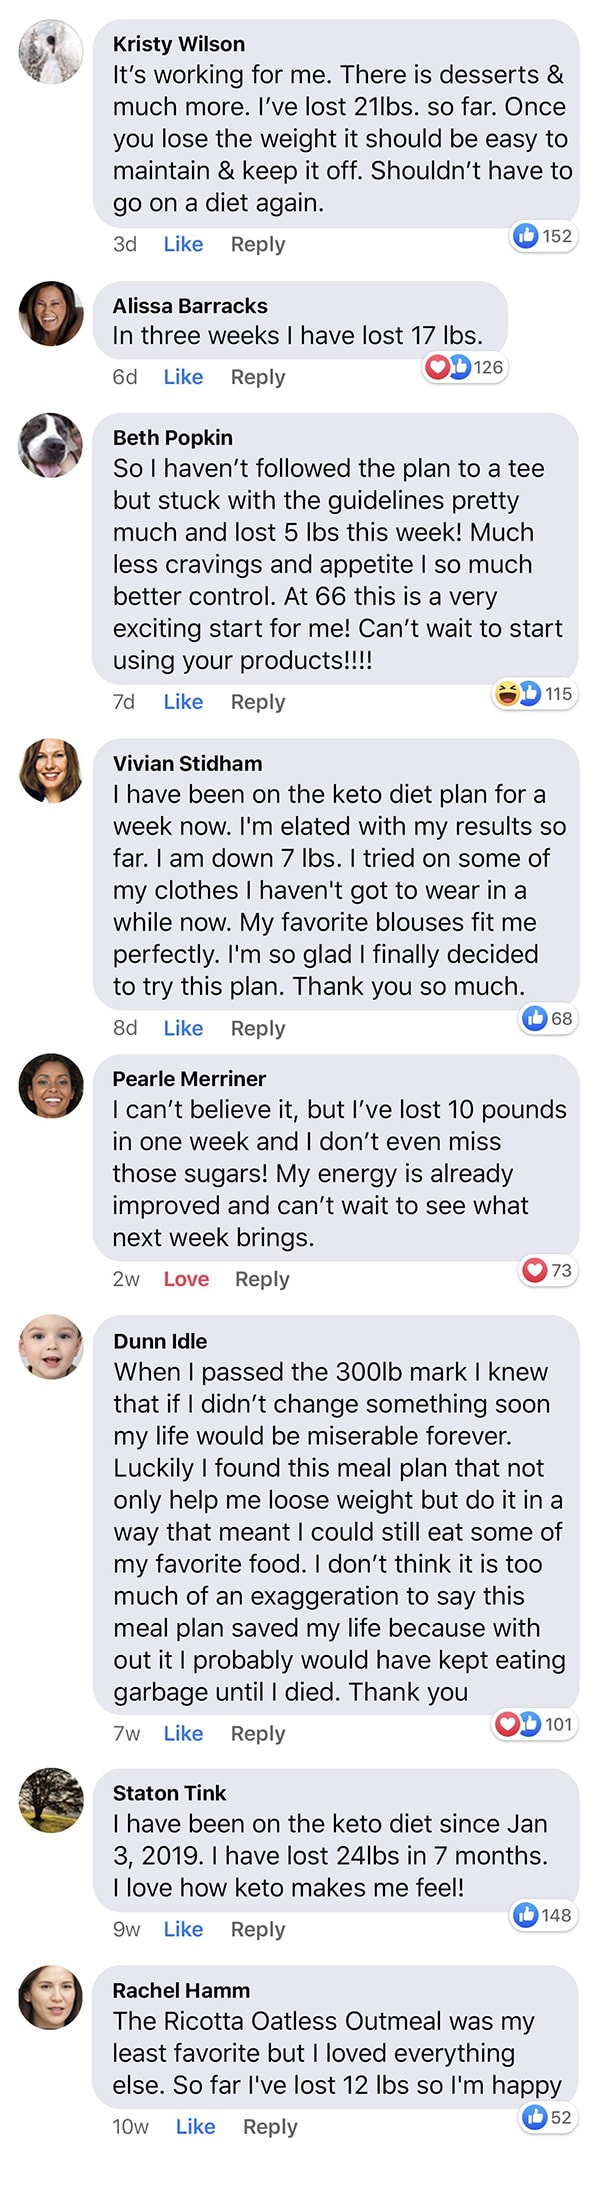 Kristy Wilson
It’s working for me. There is desserts &
much more. I’ve lost 21lbs. so far. Once
you lose the weight it should be easy to
maintain & keep it off. Shouldn’t have to
go on a diet again.
3d Like Reply 152
Alissa Barracks
In three weeks I have lost 17 lbs.
6d Like Reply 126
Beth Popkin
So I haven’t followed the plan to a tee
but stuck with the guidelines pretty
much and lost 5 lbs this week! Much
less cravings and appetite I so much
better control. At 66 this is a very
exciting start for me! Can’t wait to start
using your products!!!!
7d Like Reply 115
Vivian Stidham
I have been on the keto diet plan for a
week now. I'm elated with my results so
far. I am down 7 lbs. I tried on some of
my clothes I haven't got to wear in a
while now. My favorite blouses fit me
perfectly. I'm so glad I finally decided
to try this plan. Thank you so much.
8d Like Reply 68
Pearle Merriner
I can’t believe it, but I’ve lost 10 pounds
in one week and I don’t even miss
those sugars! My energy is already
improved and can’t wait to see what
next week brings.
2w Love Reply 73
Dunn Idle
When I passed the 300lb mark I knew
that if I didn’t change something soon
my life would be miserable forever.
Luckily I found this meal plan that not
only help me loose weight but do it in a
way that meant I could still eat some of
my favorite food. I don’t think it is too
much of an exaggeration to say this
meal plan saved my life because with
out it I probably would have kept eating
garbage until I died. Thank you
7w Like Reply 101
Staton Tink
I have been on the keto diet since Jan
3, 2019. I have lost 24lbs in 7 months.
I love how keto makes me feel!
9w Like Reply 148
Rachel Hamm
The Ricotta Oatless Outmeal was my
least favorite but I loved everything
else. So far I've lost 12 lbs so I'm happy
10w Like Reply 52